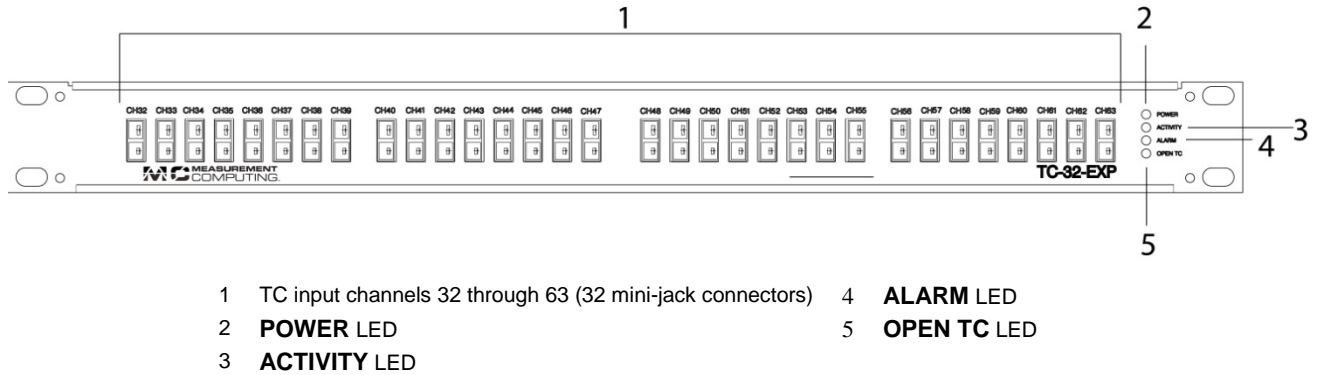 1
2
CH32 CH33 CH34 CH35 CH36 CH37 CH38 CH39 CH40 CH41 CH42 CH43 CH44 CH45 CH46 CH47 CH48 CH49 CH50 CH51 CH52 CH53 CH54 CH55 CH56 CH57 CH58 CH59 CH60 CH61 CH62 CH63
POWER
ACTIVITY
3
ALARM
4
OPEN TC
MC MEASUREMENT
COMPUTING.
TC-32-EXP
5
1 TC input channels 32 through 63 (32 mini-jack connectors)
4 ALARM LED
2 POWER LED
5 OPEN TC LED
3 ACTIVITY LED